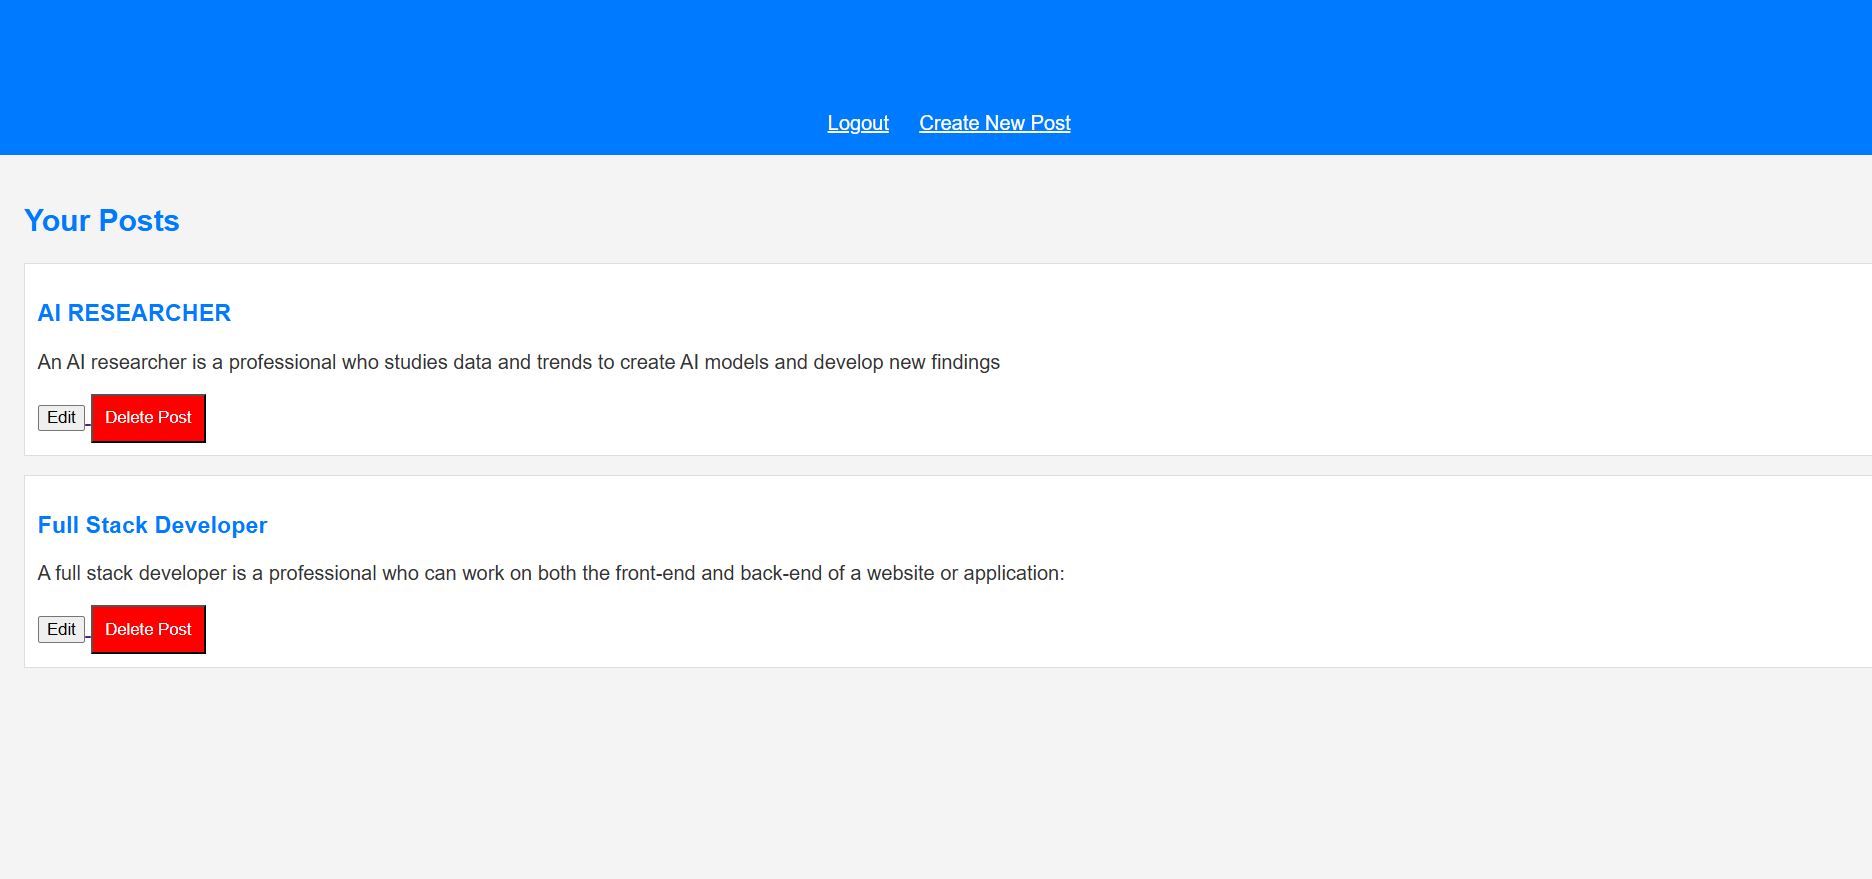 Logout Create New Post
Your Posts
AI RESEARCHER
An AI researcher is a professional who studies data and trends to create AI models and develop new findings
Edit Delete Post
Full Stack Developer
A full stack developer is a professional who can work on both the front-end and back-end of a website or application:
Edit Delete Post